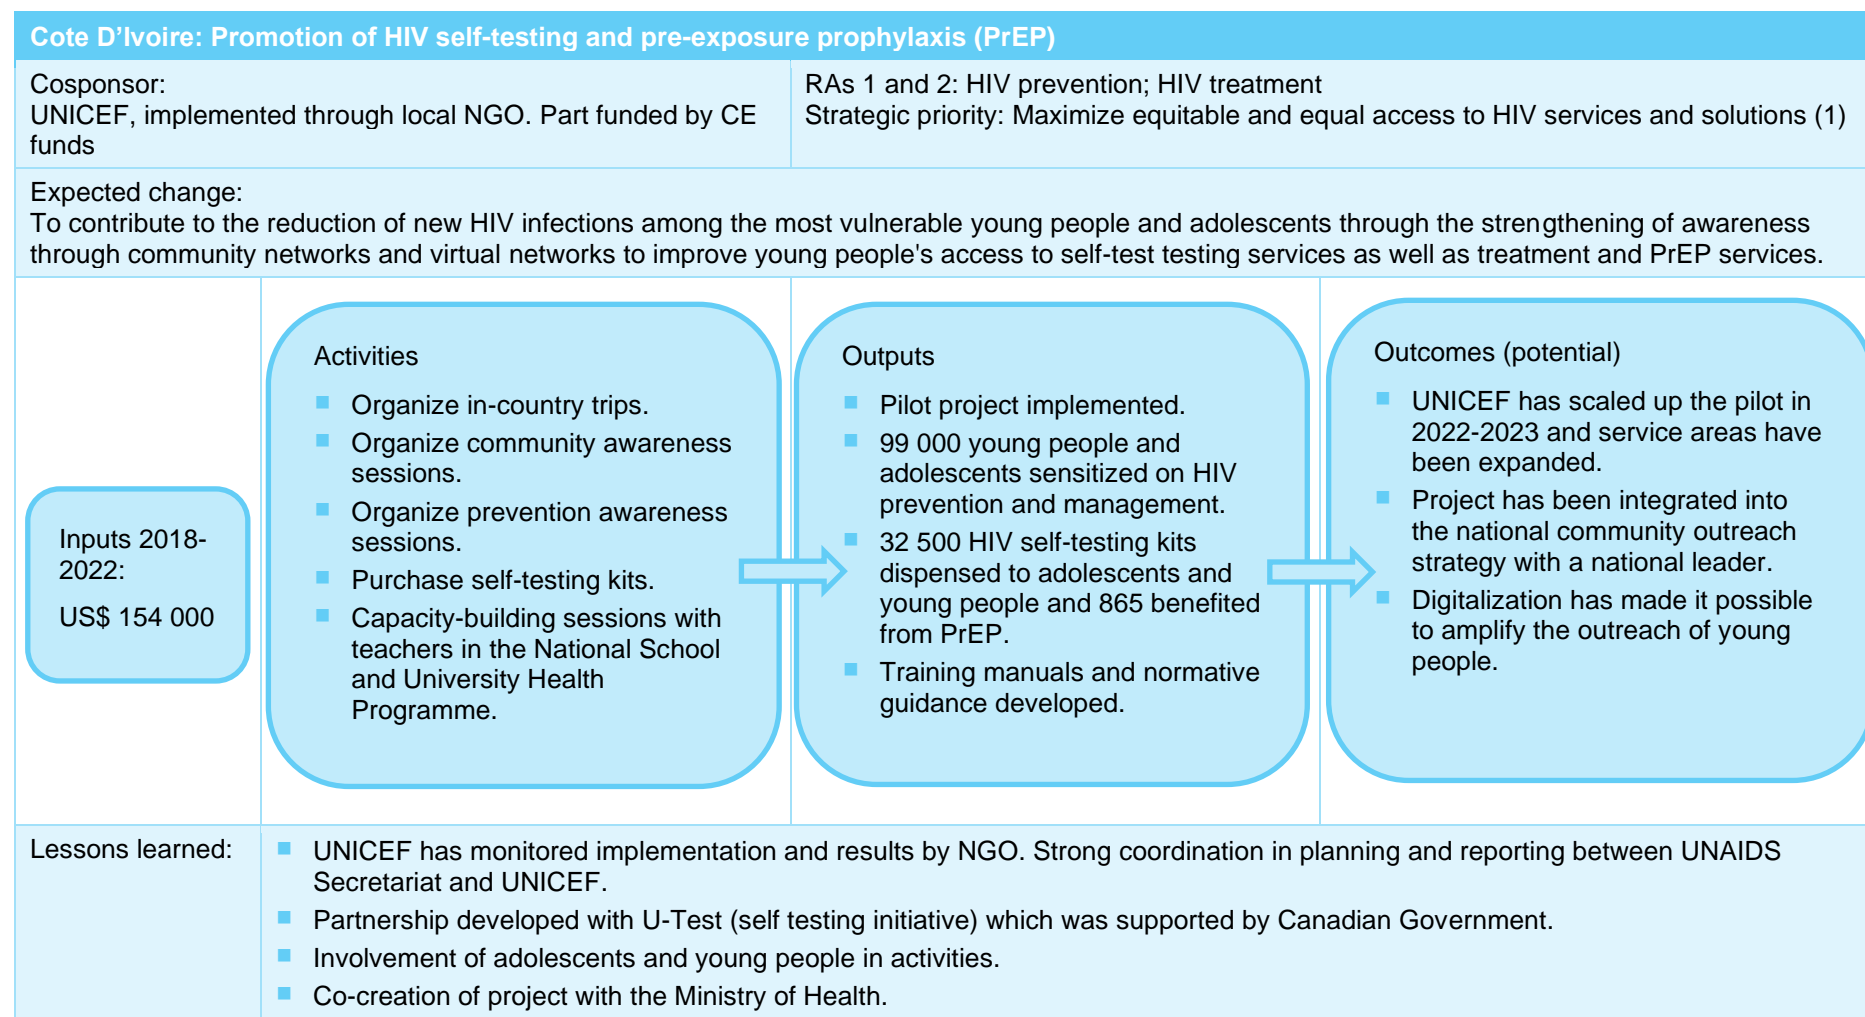 Cote D'Ivoire: Promotion of HIV self-testing and pre-exposure prophylaxis (PrEP)
Cosponsor:
UNICEF, implemented through local NGO. Part funded by CE
funds
RAs 1 and 2: HIV prevention; HIV treatment
Strategic priority: Maximize equitable and equal access to HIV services and solutions (1)
Expected change:
To contribute to the reduction of new HIV infections among the most vulnerable young people and adolescents through the strengthening of awareness
through community networks and virtual networks to improve young people's access to self-test testing services as well as treatment and PrEP services.
Inputs 2018-
2022:
US$ 154 000
Activities
Organize in-country trips.
Organize community awareness
sessions.
Organize prevention awareness
sessions.
Purchase self-testing kits.
Capacity-building sessions with
teachers in the National School
and University Health
Programme.
Outputs
Pilot project implemented.
99 000 young people and
adolescents sensitized on HIV
prevention and management.
32 500 HIV self-testing kits
dispensed to adolescents and
young people and 865 benefited
from PrEP.
Training manuals and normative
guidance developed.
Outcomes (potential)
UNICEF has scaled up the pilot in
2022-2023 and service areas have
been expanded.
Project has been integrated into
the national community outreach
strategy with a national leader.
Digitalization has made it possible
to amplify the outreach of young
people.
Lessons learned:
UNICEF has monitored implementation and results by NGO. Strong coordination in planning and reporting between UNAIDS
Secretariat and UNICEF.
Partnership developed with U-Test (self testing initiative) which was supported by Canadian Government.
Involvement of adolescents and young people in activities.
Co-creation of project with the Ministry of Health.